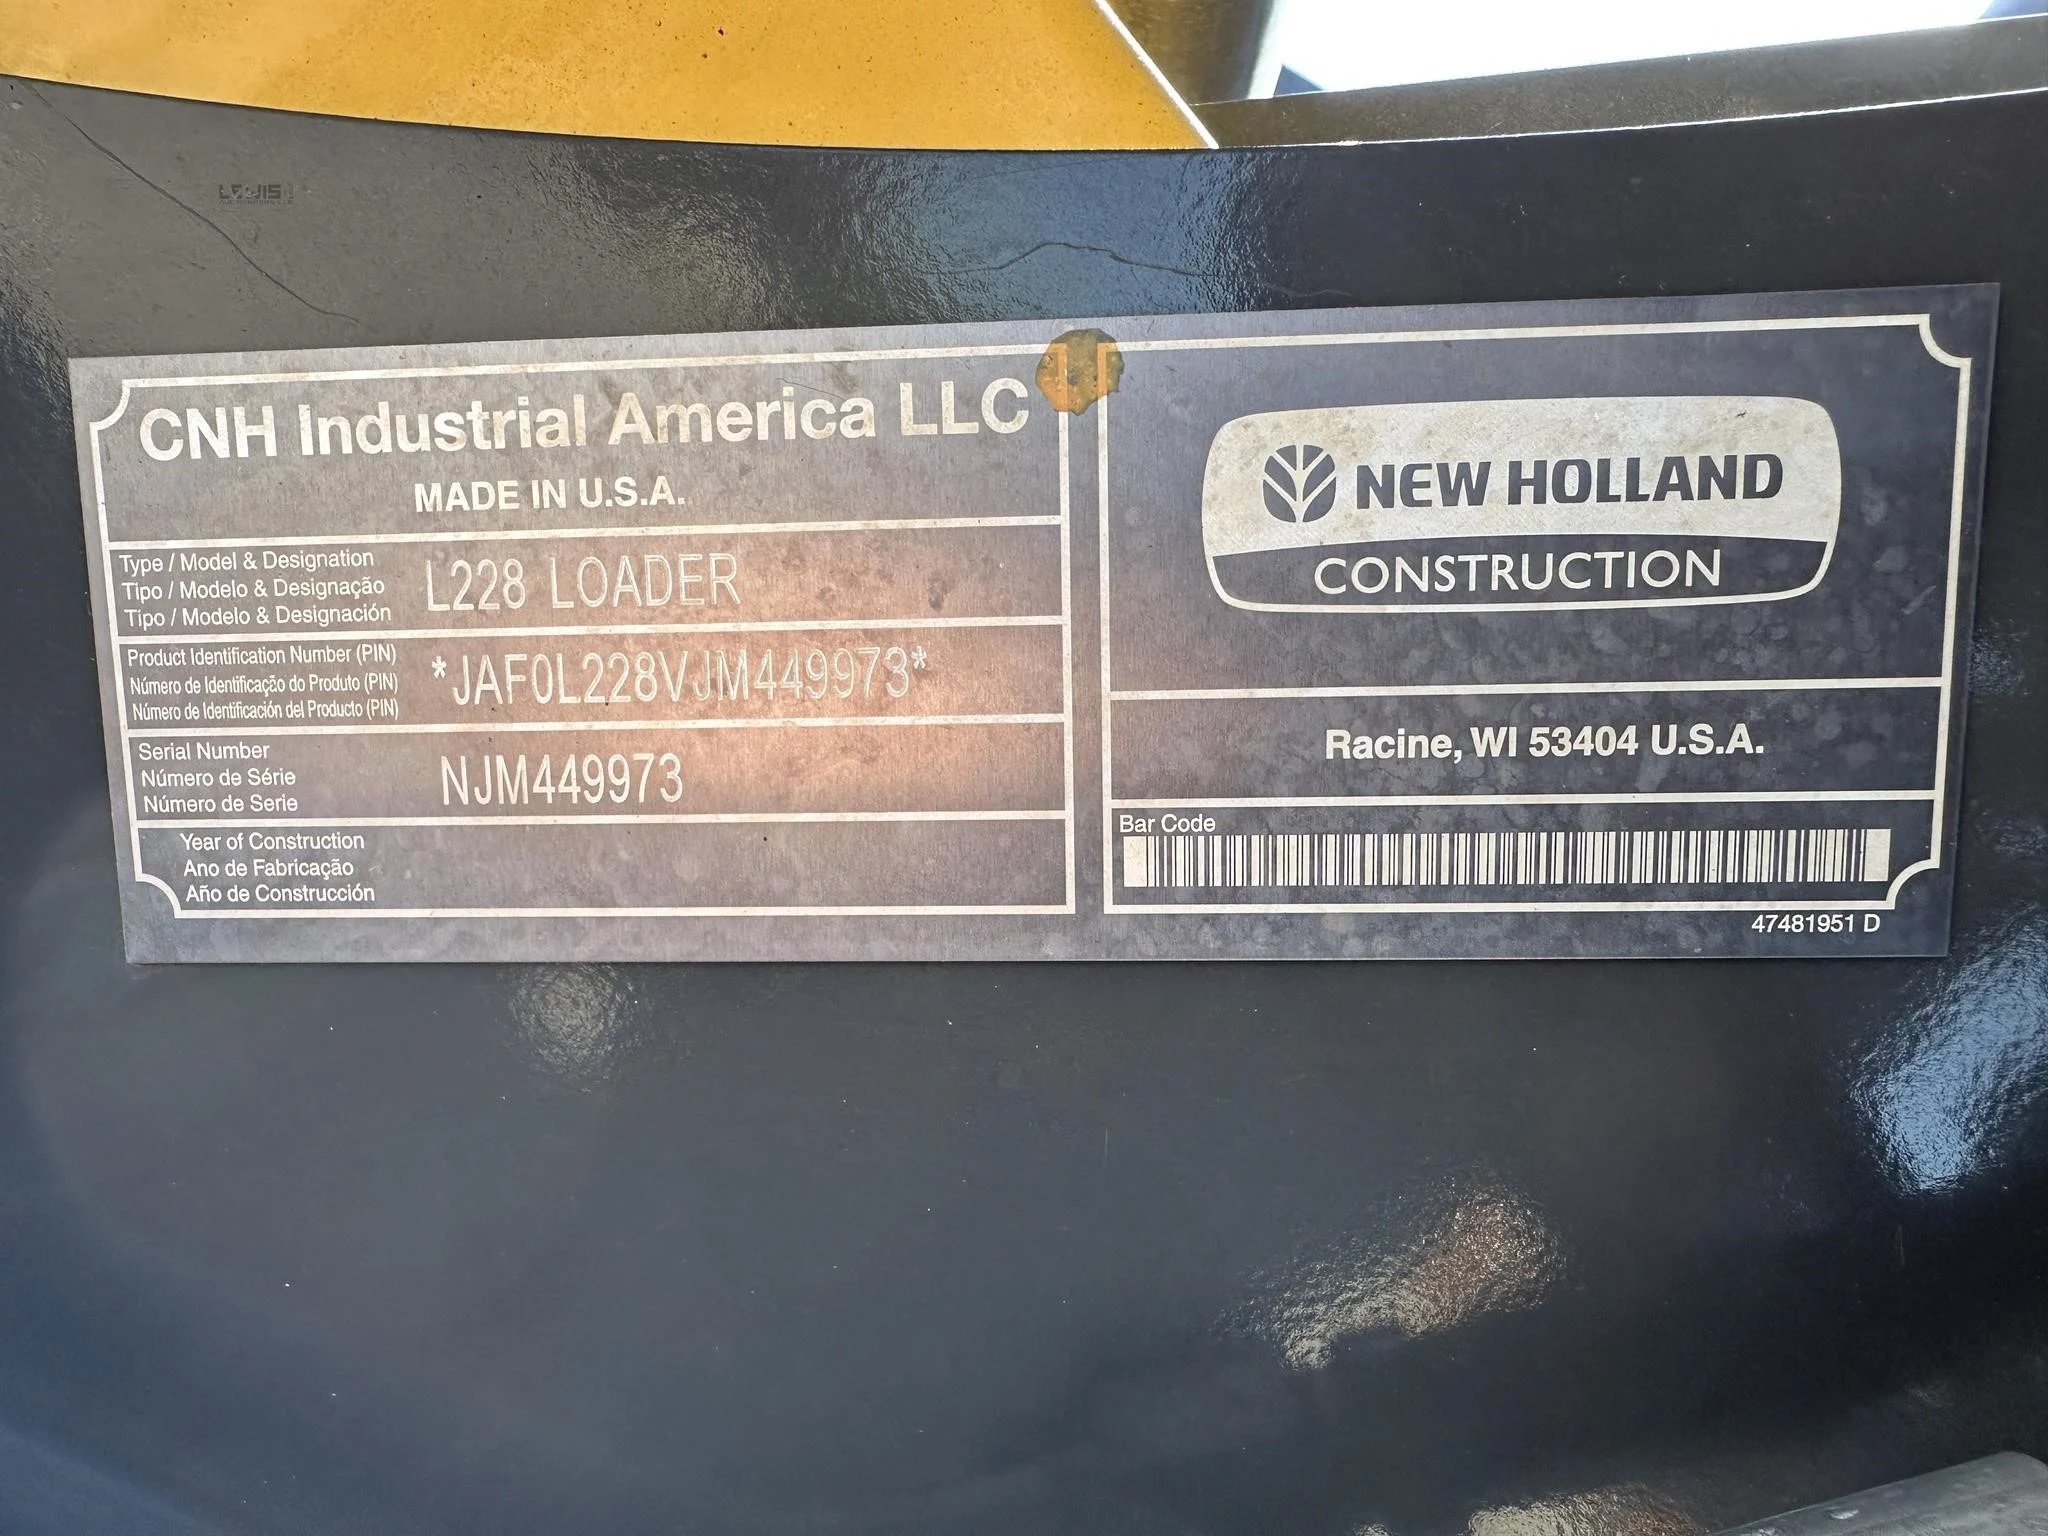 LEWIS
AUCTIONEERS LLC
CNH Industrial America LLC
MADE IN U.S.A.
Type / Model & Designation
Tipo / Modelo & Designação
Tipo / Modelo & Designación
L228 LOADER
Product Identification Number (PIN)
Número de Identificação do Produto (PIN)
Número de Identificación del Producto (PIN)
*JAF0L228VJM449973*
Serial Number
Número de Série
Número de Serie
NJM449973
Year of Construction
Ano de Fabricação
Año de Construcción
NEW HOLLAND
CONSTRUCTION
Racine, WI 53404 U.S.A.
Bar Code
47481951 D